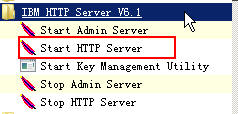 IBM HTTP Server V6.1
Start Admin Server
Start HTTP Server
Start Key Management Utility
Stop Admin Server
Stop HTTP Server